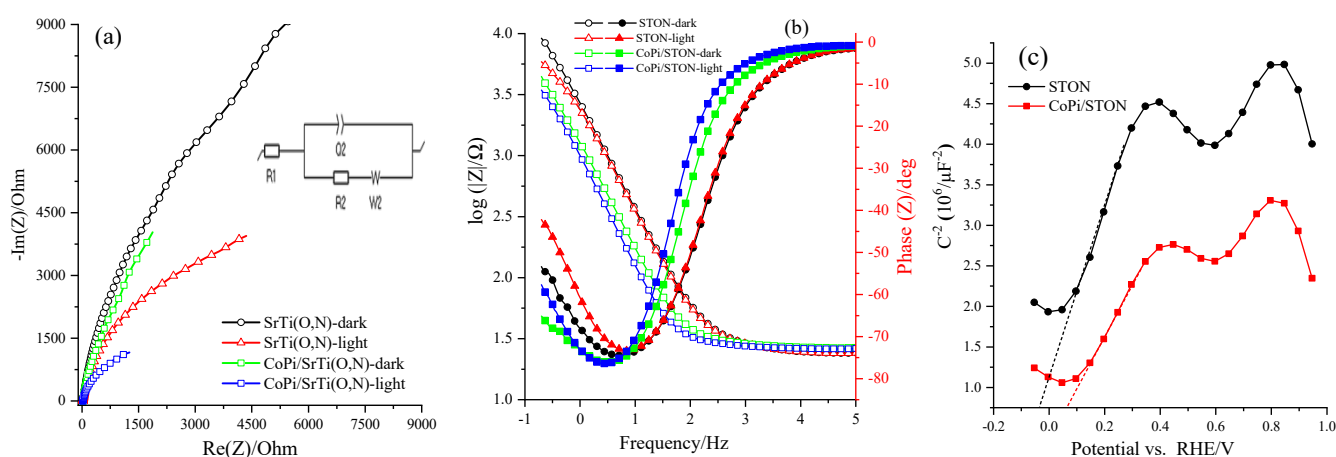 (a)
9000
7500
6000
4500
3000
1500
0
-Im(Z)/Ohm
R1
Q2
R2
W2
W
SrTi(O,N)-dark
SrTi(O,N)-light
CoPi/SrTi(O,N)-dark
CoPi/SrTi(O,N)-light
0 1500 3000 4500 6000 7500 9000
Re(Z)/Ohm
(b)
STON-dark
STON-light
CoPi/STON-dark
CoPi/STON-light
4.0
3.5
3.0
2.5
2.0
1.5
1.0
log (|Z|/Ω)
0
-10
-20
-30
-40
-50
-60
-70
-80
Phase (Z)/deg
-1 0 1 2 3 4 5
Frequency/Hz
(c)
STON
CoPi/STON
5.0
4.5
4.0
3.5
3.0
2.5
2.0
1.5
1.0
C⁻² (10⁶/μF⁻²)
-0.2 0.0 0.2 0.4 0.6 0.8 1.0
Potential vs. RHE/V